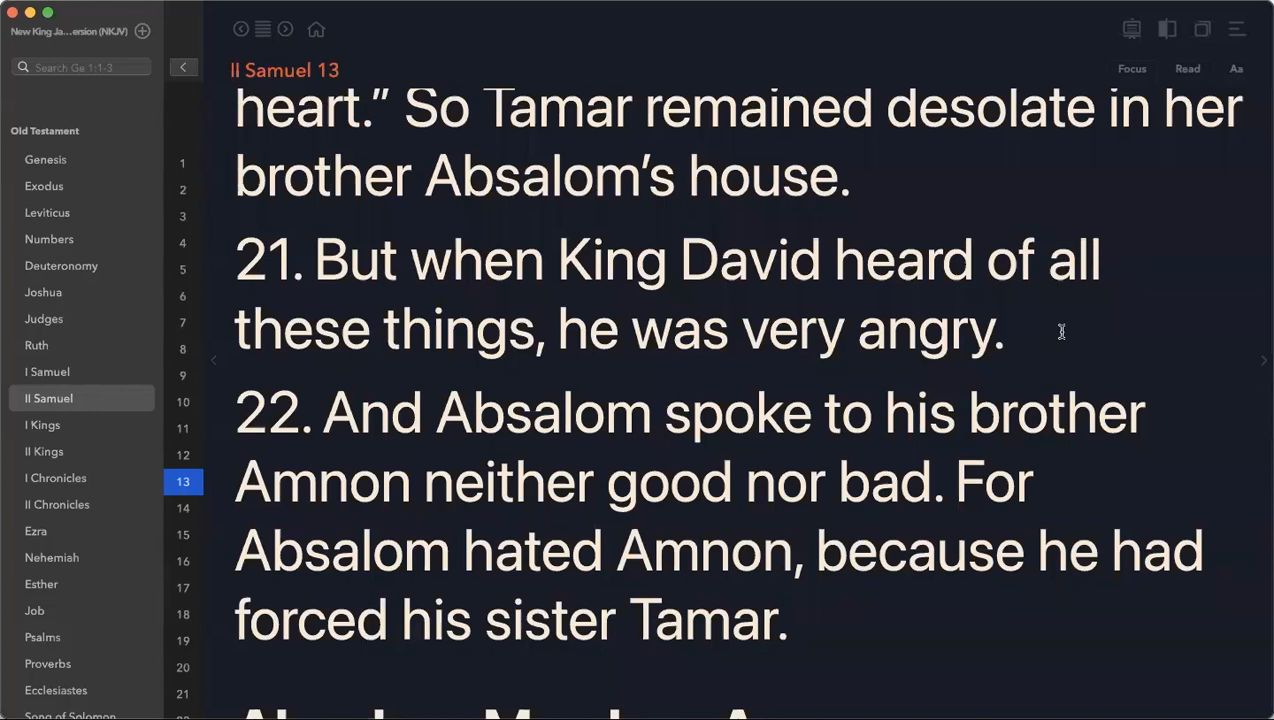 New King Ja...ersion (NKJV)
Search Ge 1:1-3
Old Testament
Genesis
Exodus
Leviticus
Numbers
Deuteronomy
Joshua
Judges
Ruth
I Samuel
II Samuel
I Kings
II Kings
I Chronicles
II Chronicles
Ezra
Nehemiah
Esther
Job
Psalms
Proverbs
Ecclesiastes
Song of Solomon
1
2
3
4
5
6
7
8
9
10
11
12
13
14
15
16
17
18
19
20
21
II Samuel 13
Focus
Read
Aa
heart.” So Tamar remained desolate in her
brother Absalom’s house.
21. But when King David heard of all
these things, he was very angry.
22. And Absalom spoke to his brother
Amnon neither good nor bad. For
Absalom hated Amnon, because he had
forced his sister Tamar.